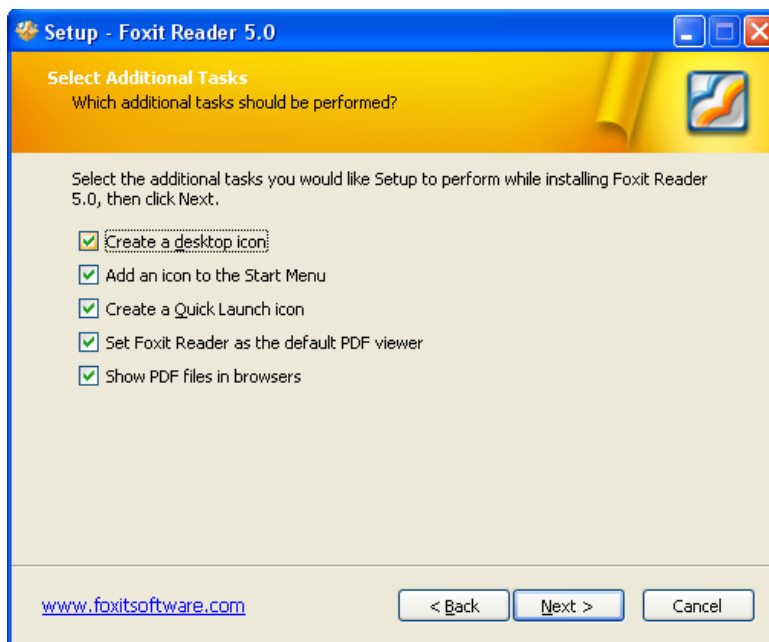 Setup - Foxit Reader 5.0
Select Additional Tasks
Which additional tasks should be performed?
Select the additional tasks you would like Setup to perform while installing Foxit Reader
5.0, then click Next.
Create a desktop icon
Add an icon to the Start Menu
Create a Quick Launch icon
Set Foxit Reader as the default PDF viewer
Show PDF files in browsers
www.foxitsoftware.com
< Back
Next >
Cancel